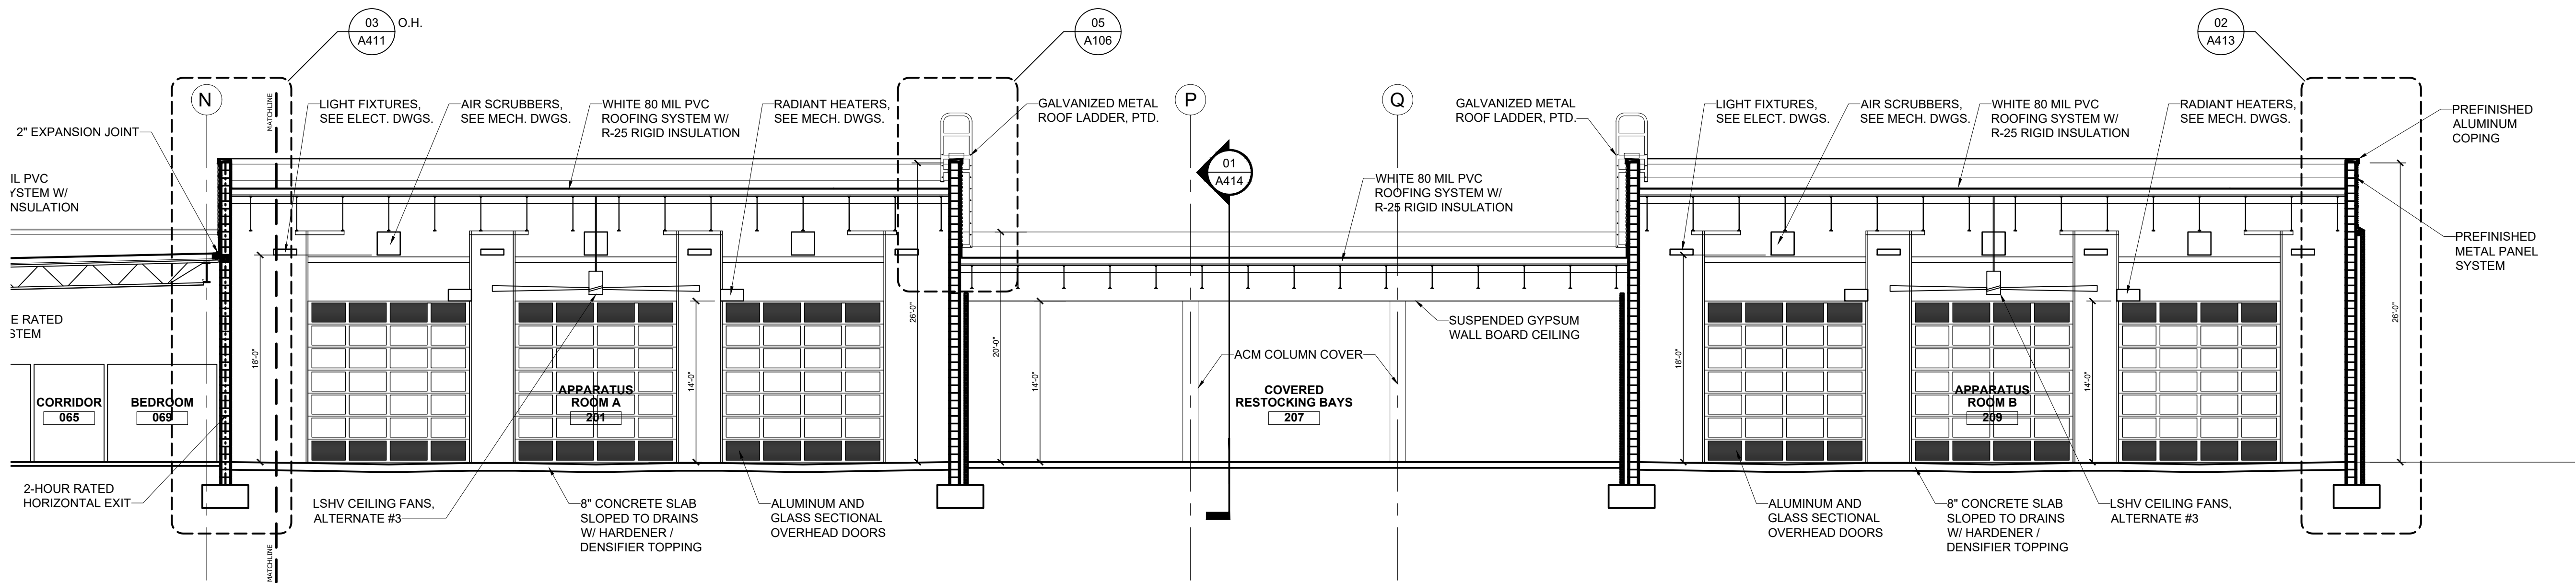 03
A411
O.H.
05
A106
02
A413
N
P
Q
MATCHLINE
2" EXPANSION JOINT
LIGHT FIXTURES,
SEE ELECT. DWGS.
AIR SCRUBBERS,
SEE MECH. DWGS.
WHITE 80 MIL PVC
ROOFING SYSTEM W/
R-25 RIGID INSULATION
RADIANT HEATERS,
SEE MECH. DWGS.
GALVANIZED METAL
ROOF LADDER, PTD.
GALVANIZED METAL
ROOF LADDER, PTD.
LIGHT FIXTURES,
SEE ELECT. DWGS.
AIR SCRUBBERS,
SEE MECH. DWGS.
WHITE 80 MIL PVC
ROOFING SYSTEM W/
R-25 RIGID INSULATION
RADIANT HEATERS,
SEE MECH. DWGS.
PREFINISHED
ALUMINUM
COPING
01
A414
IL PVC
YSTEM W/
NSULATION
WHITE 80 MIL PVC
ROOFING SYSTEM W/
R-25 RIGID INSULATION
PREFINISHED
METAL PANEL
SYSTEM
E RATED
STEM
SUSPENDED GYPSUM
WALL BOARD CEILING
18'-0"
14'-0"
26'-0"
20'-0"
14'-0"
18'-0"
14'-0"
26'-0"
ACM COLUMN COVER
CORRIDOR
065
BEDROOM
069
APPARATUS
ROOM A
201
COVERED
RESTOCKING BAYS
207
APPARATUS
ROOM B
209
2-HOUR RATED
HORIZONTAL EXIT
LSHV CEILING FANS,
ALTERNATE #3
8" CONCRETE SLAB
SLOPED TO DRAINS
W/ HARDENER /
DENSIFIER TOPPING
ALUMINUM AND
GLASS SECTIONAL
OVERHEAD DOORS
ALUMINUM AND
GLASS SECTIONAL
OVERHEAD DOORS
8" CONCRETE SLAB
SLOPED TO DRAINS
W/ HARDENER /
DENSIFIER TOPPING
LSHV CEILING FANS,
ALTERNATE #3
MATCHLINE